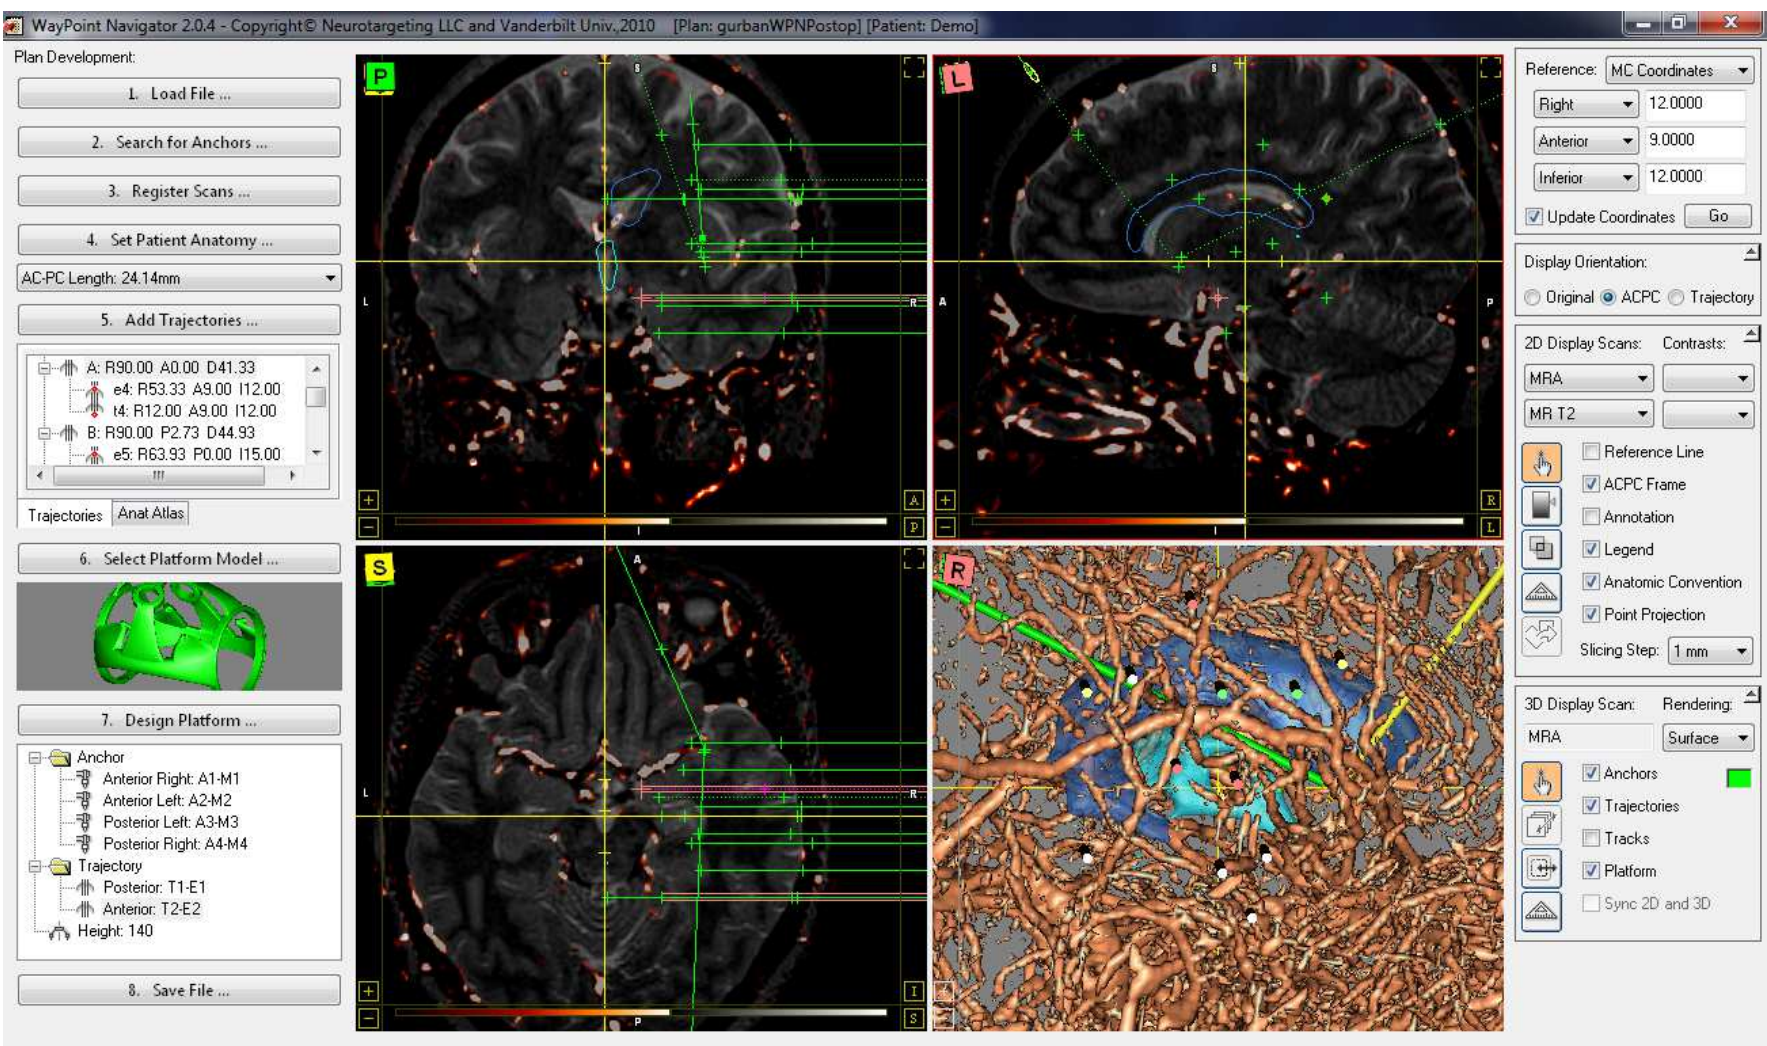 WayPoint Navigator 2.0.4 - Copyright© Neurotargeting LLC and Vanderbilt Univ.,2010 [Plan: gurbanWPNPostop] [Patient: Demo]
Plan Development:
1. Load File ...
2. Search for Anchors ...
3. Register Scans ...
4. Set Patient Anatomy ...
AC-PC Length: 24.14mm
5. Add Trajectories ...
A: R90.00 A0.00 D41.33
e4: R53.33 A9.00 I12.00
t4: R12.00 A9.00 I12.00
B: R90.00 P2.73 D44.93
e5: R63.93 P0.00 I15.00
Trajectories Anat Atlas
6. Select Platform Model ...
7. Design Platform ...
Anchor
Anterior Right: A1-M1
Anterior Left: A2-M2
Posterior Left: A3-M3
Posterior Right: A4-M4
Trajectory
Posterior: T1-E1
Anterior: T2-E2
Height: 140
8. Save File ...
P
S
L
R
A
P
I
L
S
A
P
R
L
I
S
A
L
R
I
S
P
R
Reference: MC Coordinates
Right 12.0000
Anterior 9.0000
Inferior 12.0000
Update Coordinates Go
Display Orientation:
Original ACPC Trajectory
2D Display Scans: Contrasts:
MRA
MR T2
Reference Line
ACPC Frame
Annotation
Legend
Anatomic Convention
Point Projection
Slicing Step: 1 mm
3D Display Scan: Rendering:
MRA Surface
Anchors
Trajectories
Tracks
Platform
Sync 2D and 3D